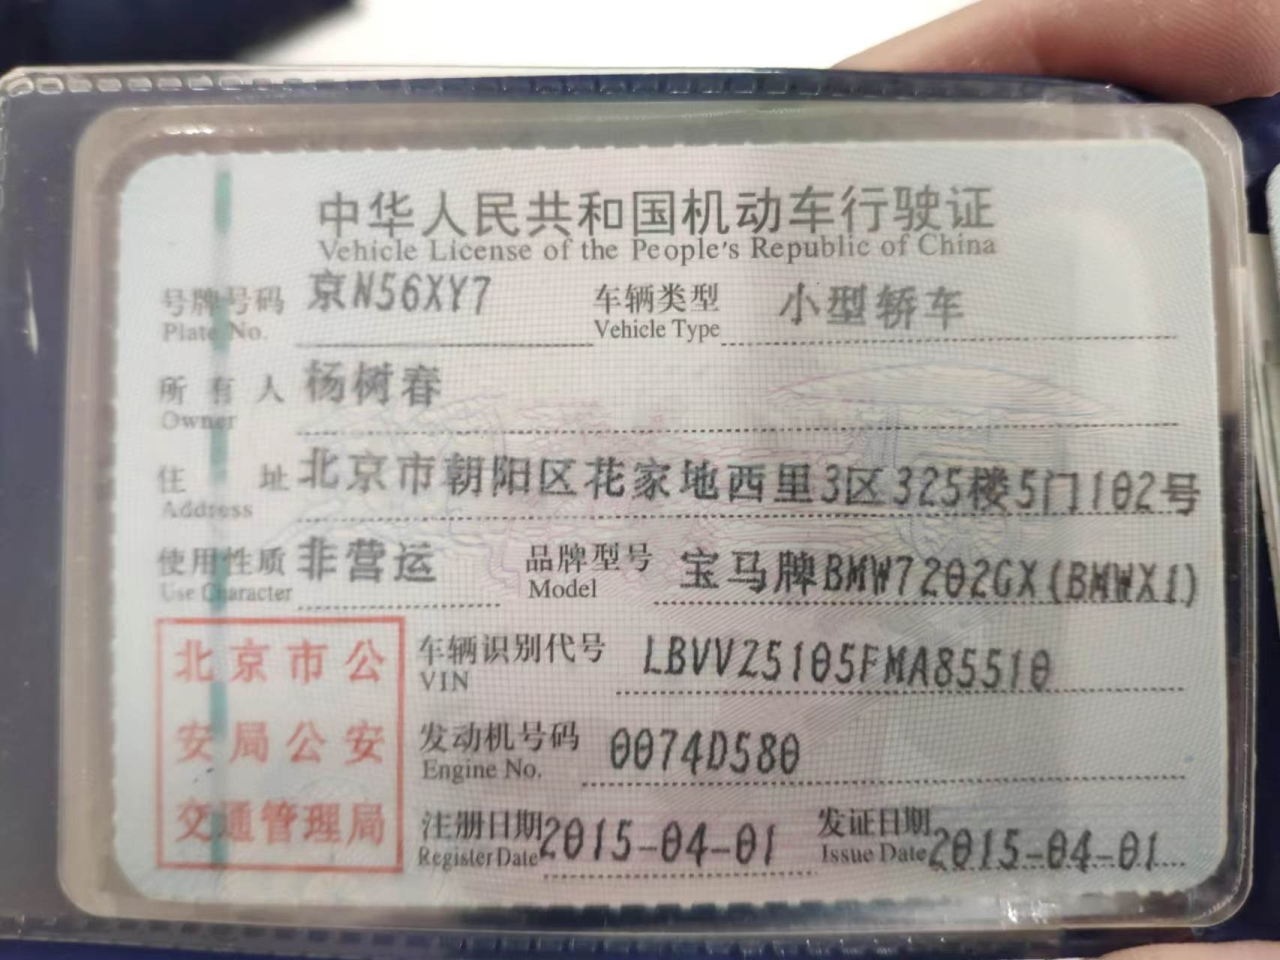 中华人民共和国机动车行驶证
Vehicle License of the People's Republic of China
号牌号码 京N56XY7 车辆类型 小型轿车
Plate No. Vehicle Type
所有人 杨树春
Owner
住址 北京市朝阳区花家地西里3区325楼5门102号
Address
使用性质 非营运 品牌型号 宝马牌BMW7202GX(BMWX1)
Use Character Model
北京市公
安局公安
交通管理局
车辆识别代号 LBVVZ5105FMA85510
VIN
发动机号码 0074D580
Engine No.
注册日期 2015-04-01 发证日期 2015-04-01
Register Date Issue Date